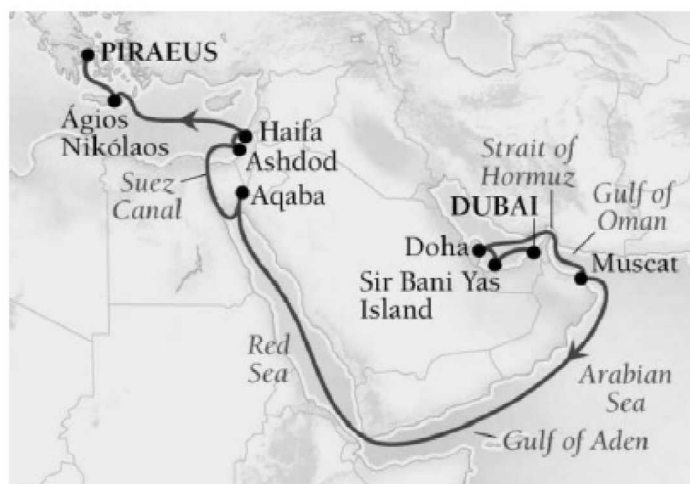 PIRAEUS
Ágios
Nikólaos
Haifa
Ashdod
Suez
Canal
Aqaba
Strait of
Hormuz
Gulf of
Oman
DUBAI
Doha
Muscat
Sir Bani Yas
Island
Red
Sea
Arabian
Sea
Gulf of Aden